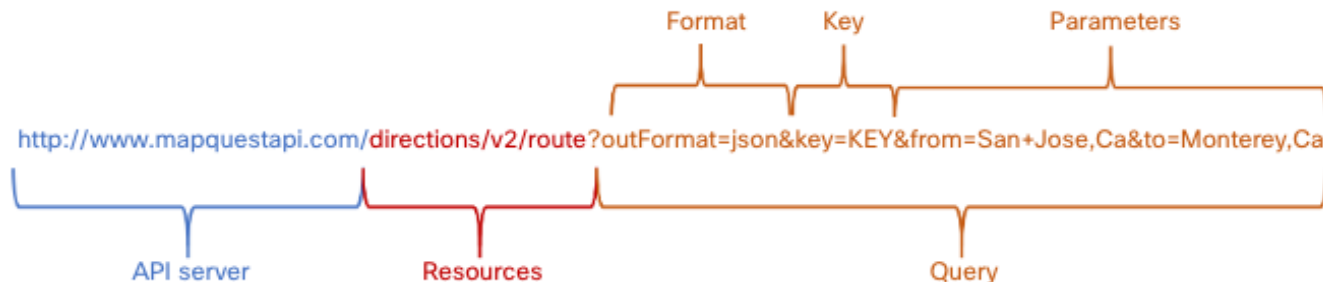 Format Key Parameters
http://www.mapquestapi.com/directions/v2/route?outFormat=json&key=KEY&from=San+Jose,Ca&to=Monterey,Ca
API server Resources Query